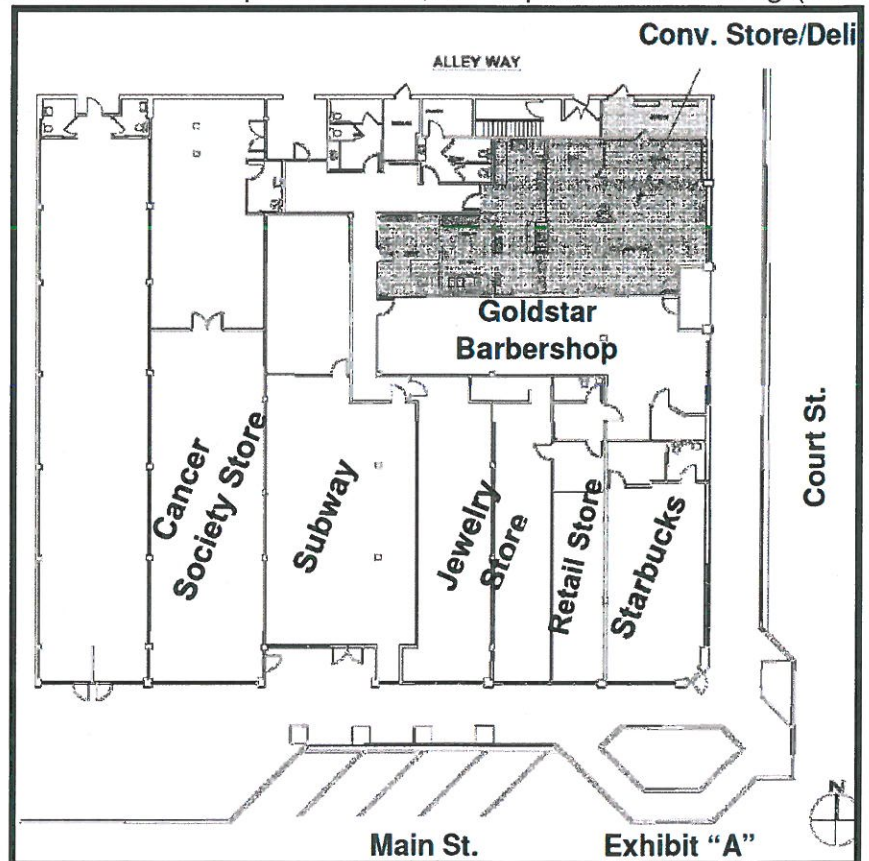 Conv. Store/Deli
ALLEY WAY
Goldstar
Barbershop
Cancer
Society Store
Subway
Jewelry
Store
Retail Store
Starbucks
Court St.
N
Main St.
Exhibit “A”